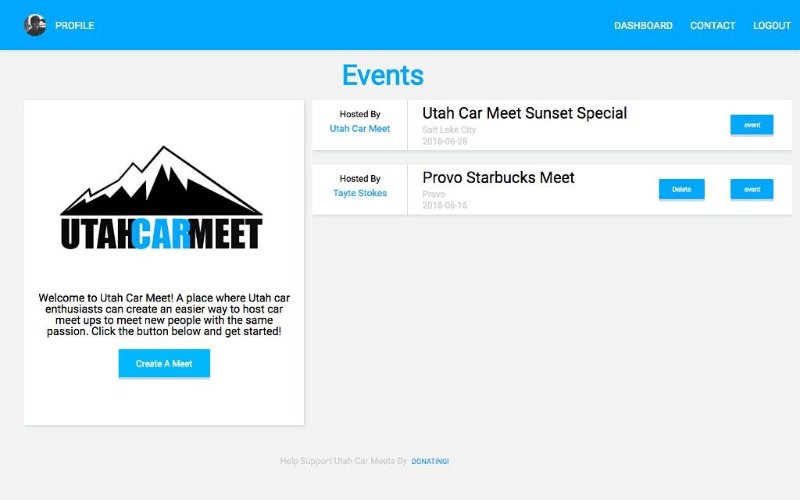 PROFILE
DASHBOARD
CONTACT
LOGOUT
Events
UTAHCARMEET
Welcome to Utah Car Meet! A place where Utah car
enthusiasts can create an easier way to host car
meet ups to meet new people with the same
passion. Click the button below and get started!
Create A Meet
Hosted By
Utah Car Meet
Utah Car Meet Sunset Special
Salt Lake City
2018-06-28
event
Hosted By
Tayte Stokes
Provo Starbucks Meet
Provo
2018-06-16
Delete
event
Help Support Utah Car Meets By DONATING!